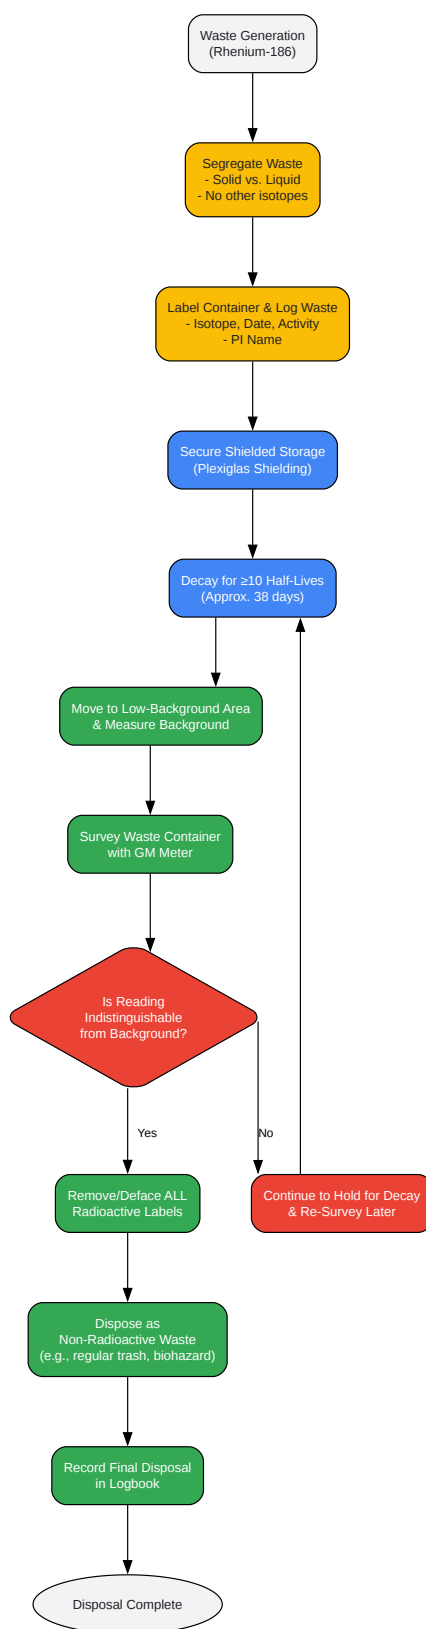 Waste Generation
(Rhenium-186)
Segregate Waste
- Solid vs. Liquid
- No other isotopes
Label Container & Log Waste
- Isotope, Date, Activity
- PI Name
Secure Shielded Storage
(Plexiglas Shielding)
Decay for ≥10 Half-Lives
(Approx. 38 days)
Move to Low-Background Area
& Measure Background
Survey Waste Container
with GM Meter
Is Reading
Indistinguishable
from Background?
Yes
No
Remove/Deface ALL
Radioactive Labels
Continue to Hold for Decay
& Re-Survey Later
Dispose as
Non-Radioactive Waste
(e.g., regular trash, biohazard)
Record Final Disposal
in Logbook
Disposal Complete